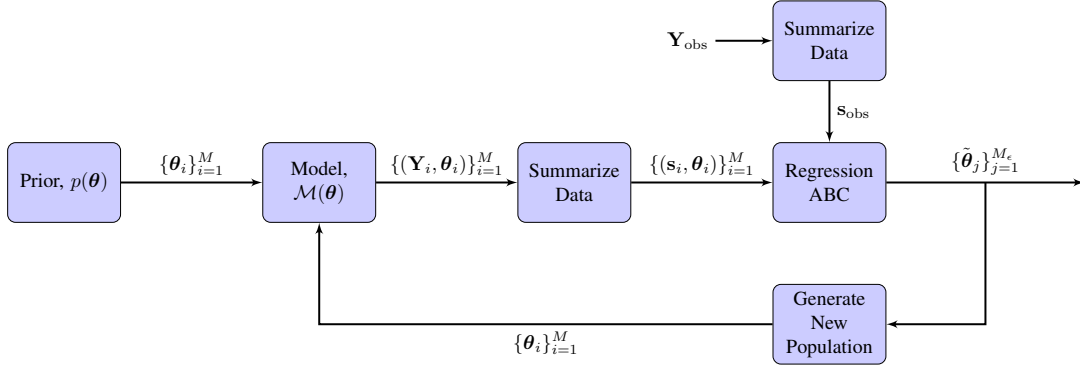 Summarize
Data
Y_obs
s_obs
Prior, p(θ)
{θ_i}_{i=1}^M
Model,
M(θ)
{(Y_i, θ_i)}_{i=1}^M
Summarize
Data
{(s_i, θ_i)}_{i=1}^M
Regression
ABC
{θ̃_j}_{j=1}^{M_ϵ}
Generate
New
Population
{θ_i}_{i=1}^M